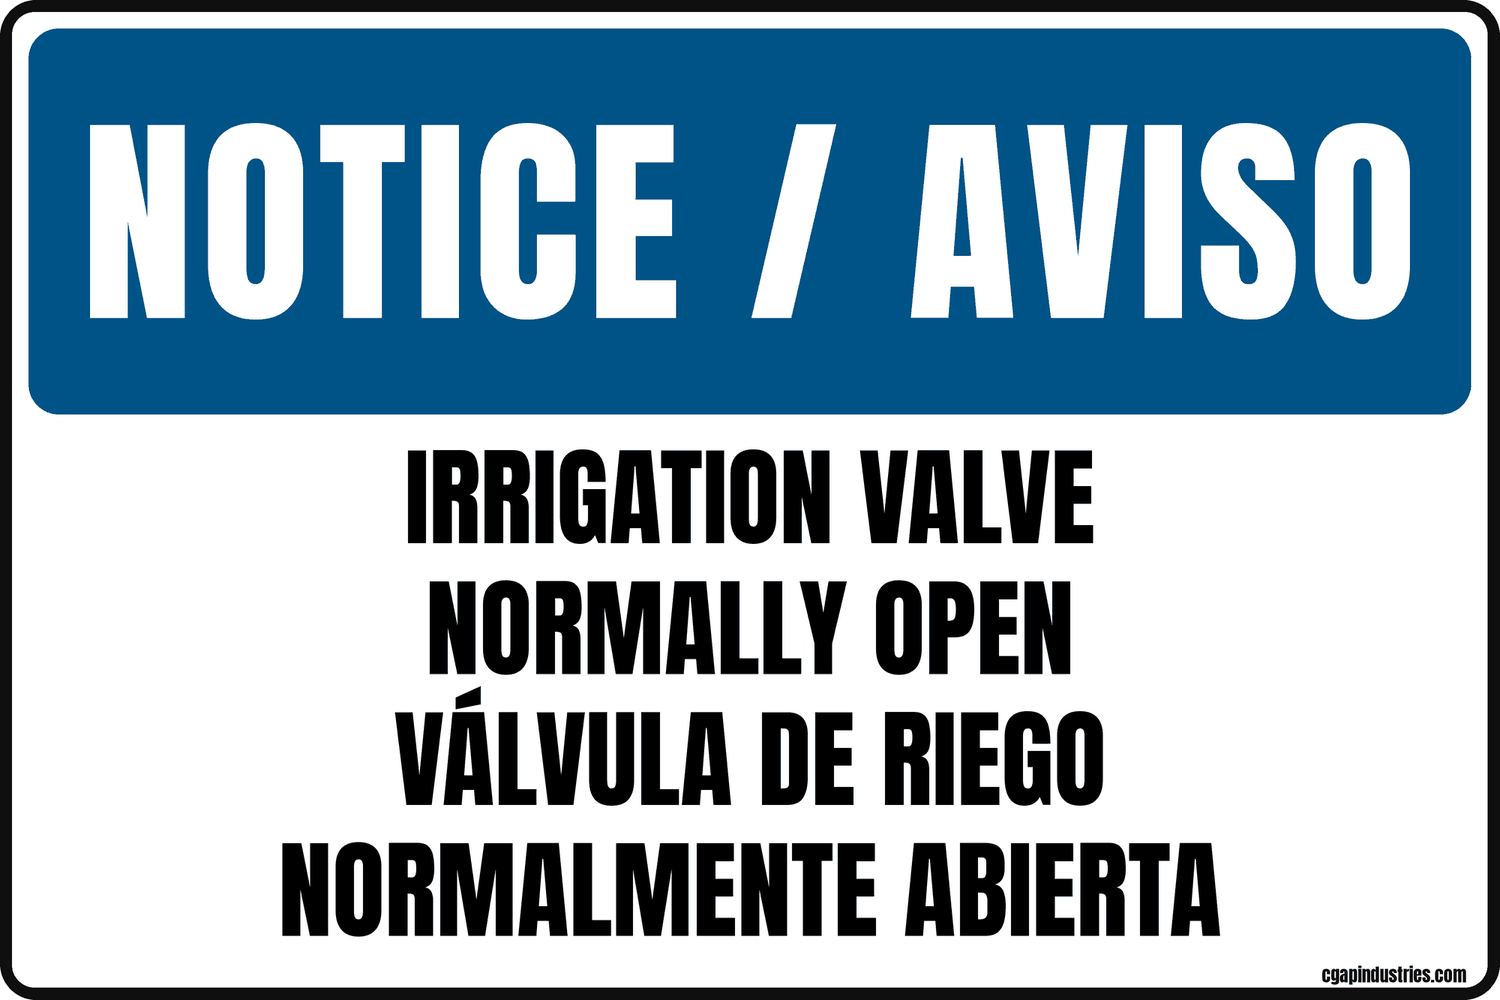 NOTICE / AVISO
IRRIGATION VALVE
NORMALLY OPEN
VÁLVULA DE RIEGO
NORMALMENTE ABIERTA
cgapindustries.com